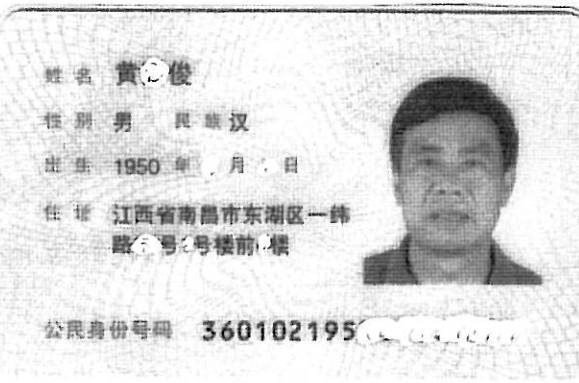 姓名 黄俊
性别 男 民族 汉
出生 1950 年 月 日
住址 江西省南昌市东湖区一纬
路号号楼前楼
公民身份号码 360102195